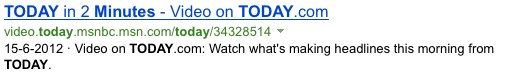 TODAY in 2 Minutes - Video on TODAY.com
video.today.msnbc.msn.com/today/34328514
15-6-2012 · Video on TODAY.com: Watch what's making headlines this morning from
TODAY.